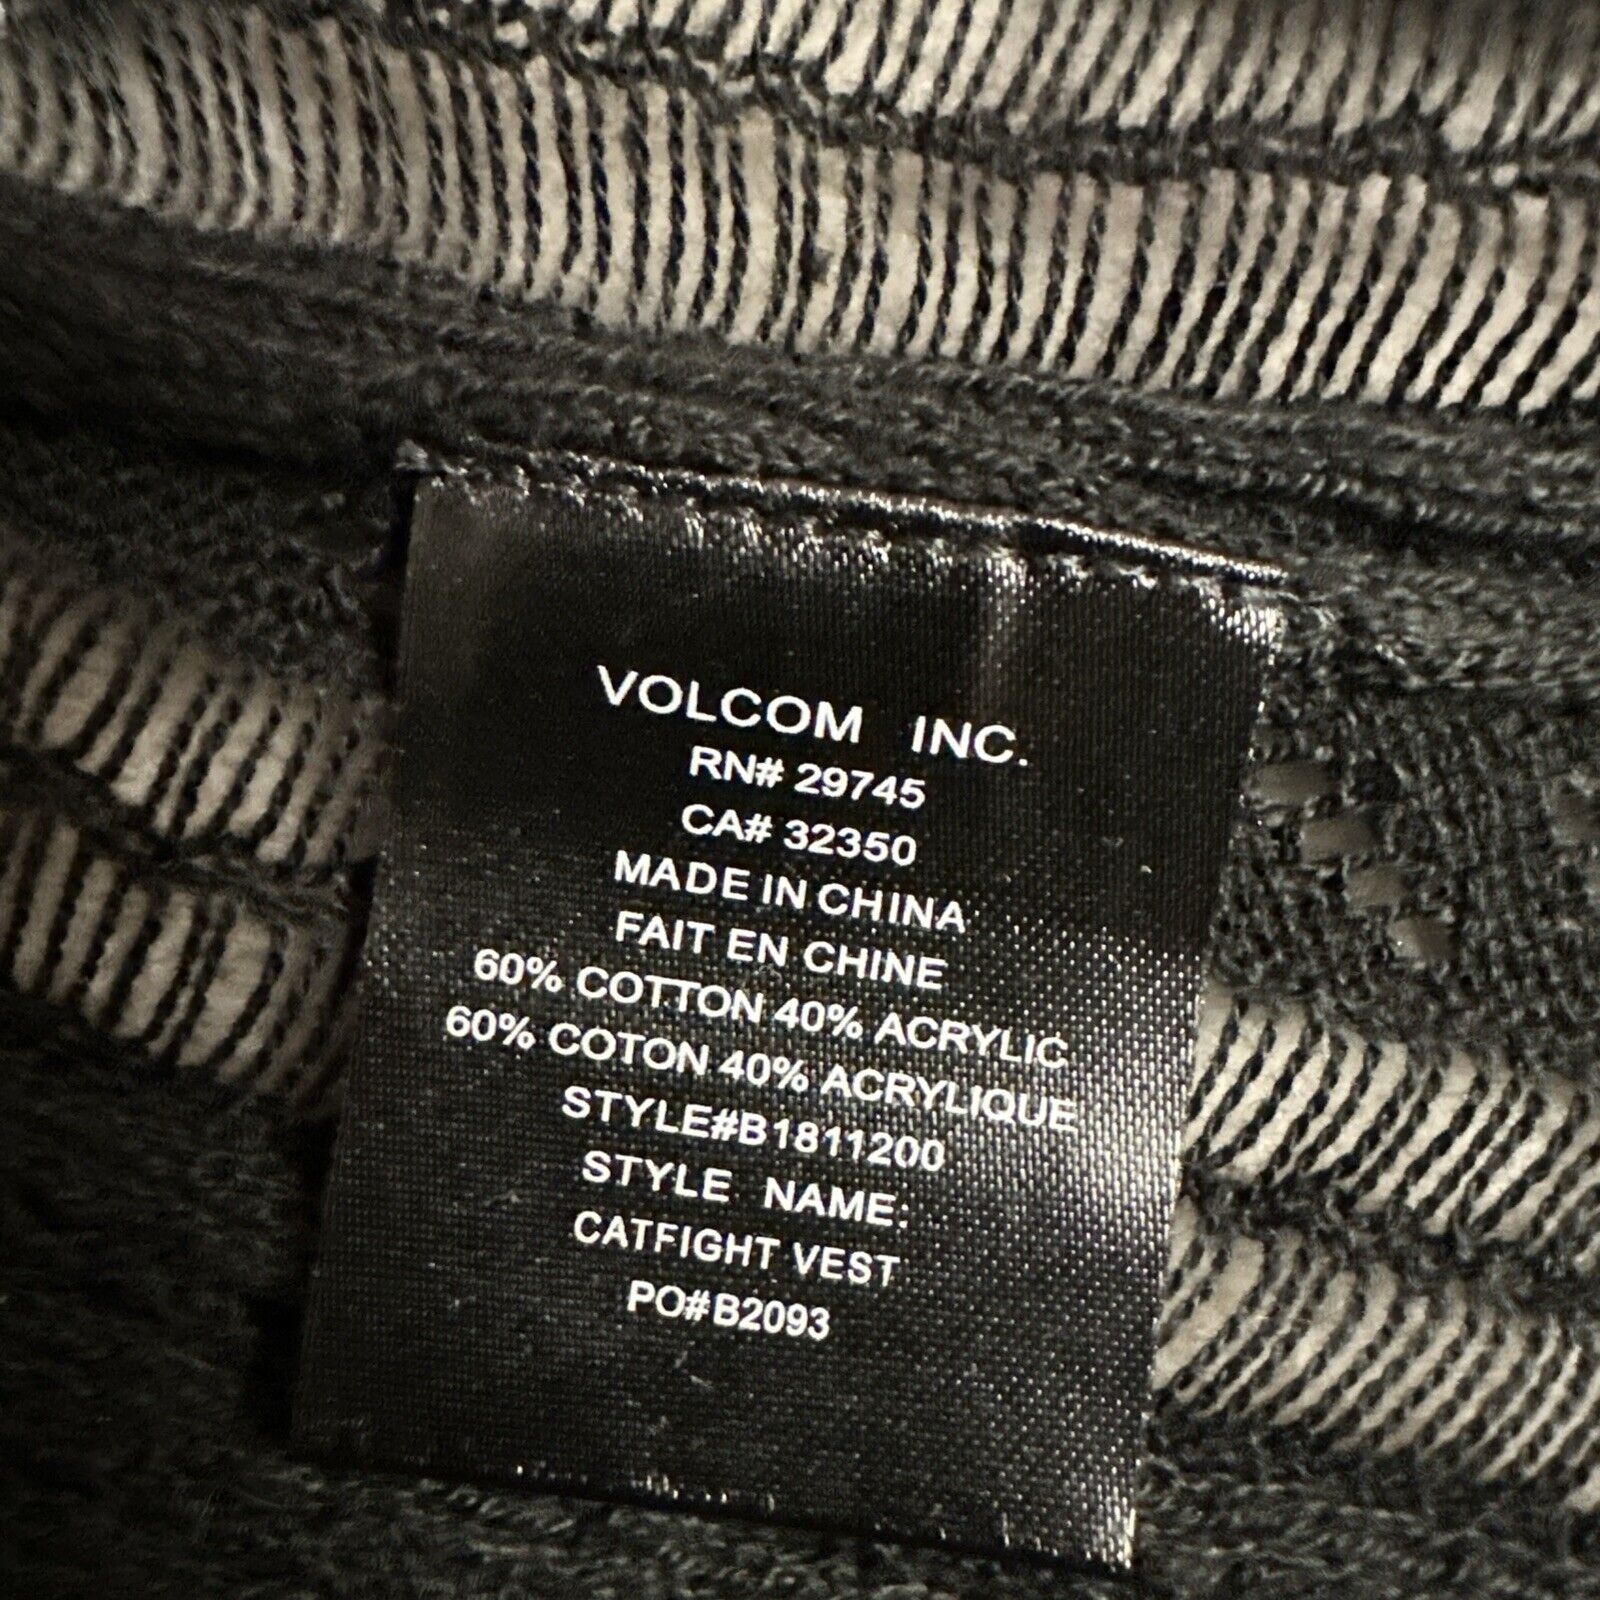 VOLCOM INC.
RN# 29745
CA# 32350
MADE IN CHINA
FAIT EN CHINE
60% COTTON 40% ACRYLIC
60% COTON 40% ACRYLIQUE
STYLE#B1811200
STYLE NAME:
CATFIGHT VEST
PO#B2093